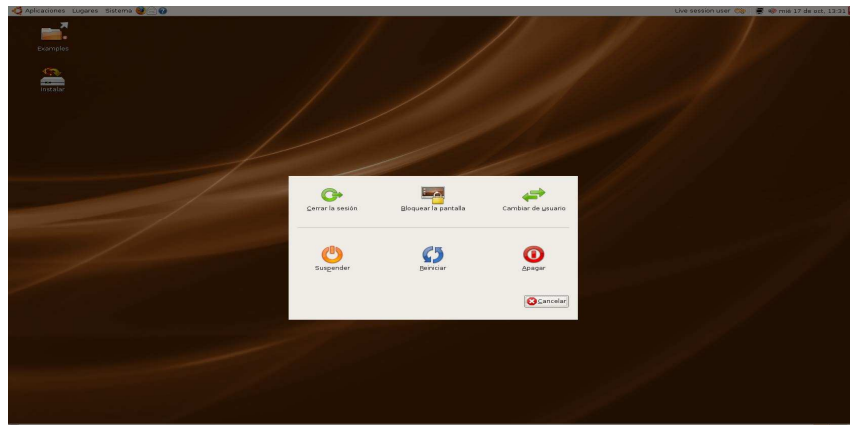 Aplicaciones Lugares Sistema
Live session user
mié 17 de oct, 13:31
Examples
Instalar
Cerrar la sesión
Bloquear la pantalla
Cambiar de usuario
Suspender
Reiniciar
Apagar
Cancelar